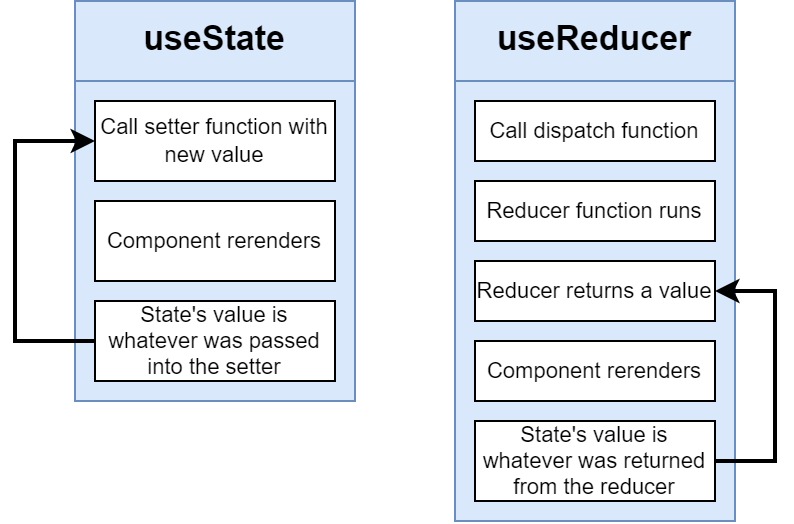 useState
Call setter function with
new value
Component rerenders
State's value is
whatever was passed
into the setter
useReducer
Call dispatch function
Reducer function runs
Reducer returns a value
Component rerenders
State's value is
whatever was returned
from the reducer